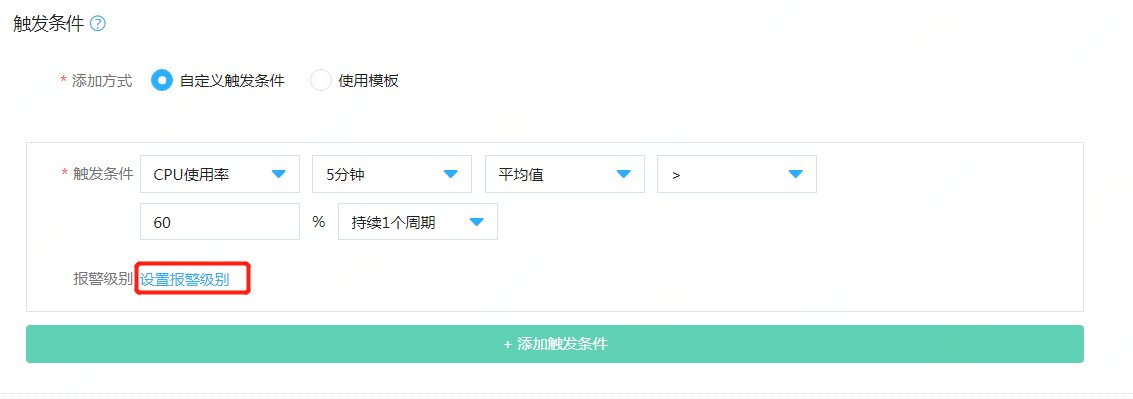 触发条件 ?
* 添加方式 自定义触发条件 使用模板
* 触发条件 CPU使用率 5分钟 平均值 >
60 % 持续1个周期
报警级别 设置报警级别
+ 添加触发条件